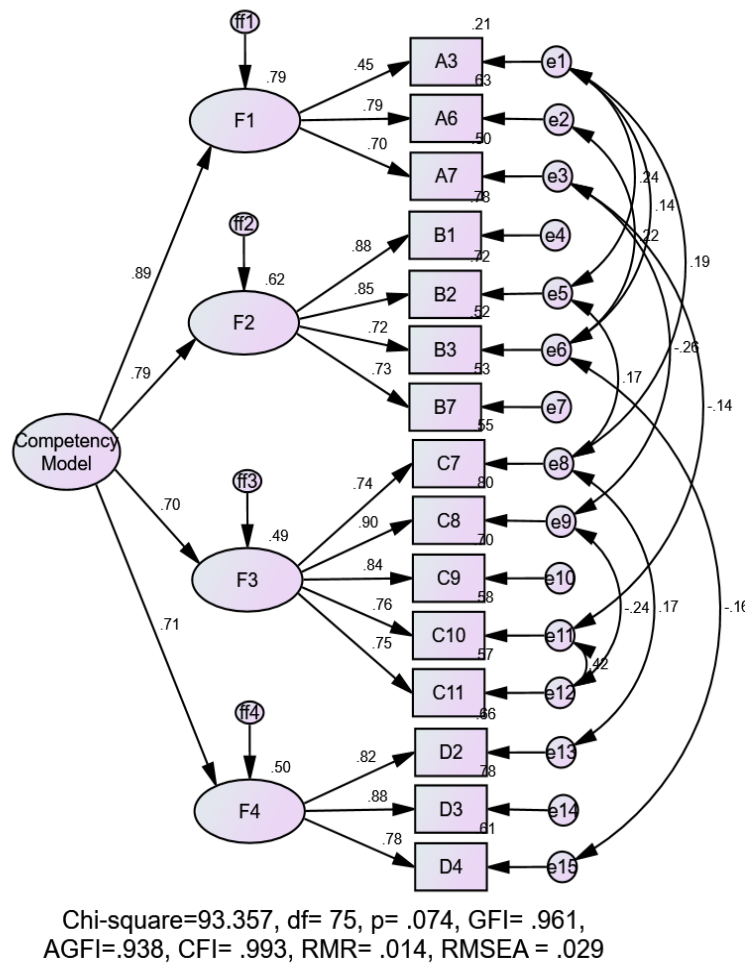 ff1
.21
.79
.45
A3
e1
.63
F1
.79
A6
e2
.50
.70
A7
e3
.78
.24
.14
ff2
.88
B1
e4
.22
.72
.89
.62
.85
B2
e5
.19
.52
F2
.72
B3
e6
-.26
.53
.79
.73
B7
e7
.17
-.14
.55
Competency
Model
.74
C7
e8
.80
ff3
.70
.90
C8
e9
.70
.49
.84
C9
e10
.58
F3
.76
C10
e11
-.24
.17
-.16
.57
.71
.75
C11
e12
.42
.66
ff4
.82
D2
e13
.78
.50
.88
D3
e14
.61
F4
.78
D4
e15
Chi-square=93.357, df= 75, p= .074, GFI= .961,
AGFI=.938, CFI= .993, RMR= .014, RMSEA = .029